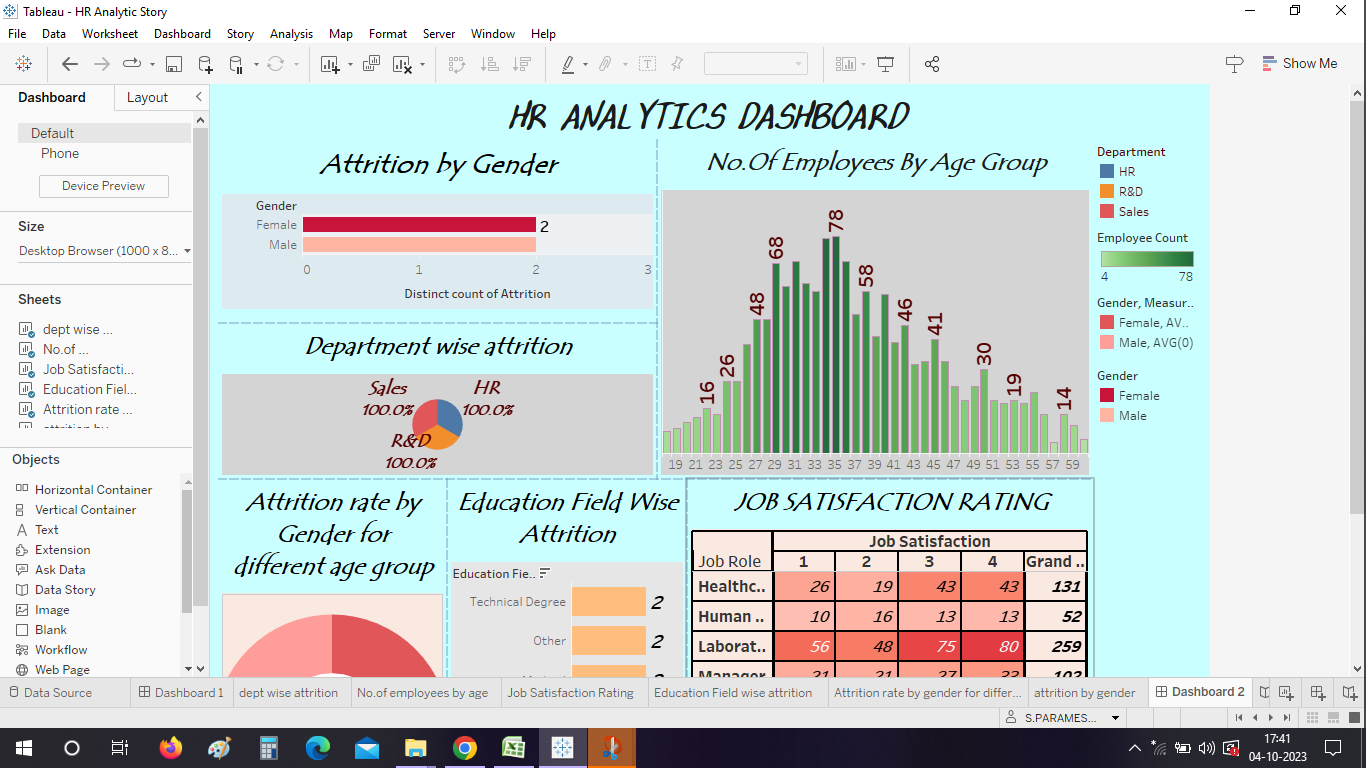 Tableau - HR Analytic Story
File Data Worksheet Dashboard Story Analysis Map Format Server Window Help
Show Me
Dashboard Layout
Default
Phone
Device Preview
Size
Desktop Browser (1000 x 8...
Sheets
dept wise ...
No.of ...
Job Satisfacti...
Education Fiel...
Attrition rate ...
Objects
Horizontal Container
Vertical Container
Text
Extension
Ask Data
Data Story
Image
Blank
Workflow
Web Page
HR ANALYTICS DASHBOARD
Attrition by Gender
Gender
Female 2
Male
0 1 2 3
Distinct count of Attrition
No.Of Employees By Age Group
16 26 48 68 78 58 46 41 30 19 14
19 21 23 25 27 29 31 33 35 37 39 41 43 45 47 49 51 53 55 57 59
Department
HR
R&D
Sales
Employee Count
4 78
Gender, Measur..
Female, AV..
Male, AVG(0)
Gender
Female
Male
Department wise attrition
Sales
100.0%
HR
100.0%
R&D
100.0%
Attrition rate by
Gender for
different age group
Education Field Wise
Attrition
Education Fie..
Technical Degree 2
Other 2
JOB SATISFACTION RATING
Job Satisfaction
Job Role 1 2 3 4 Grand ..
Healthc.. 26 19 43 43 131
Human .. 10 16 13 13 52
Laborat.. 56 48 75 80 259
Manager
Data Source Dashboard 1 dept wise attrition No.of employees by age Job Satisfaction Rating Education Field wise attrition Attrition rate by gender for differ... attrition by gender Dashboard 2
S.PARAMES...
17:41
04-10-2023